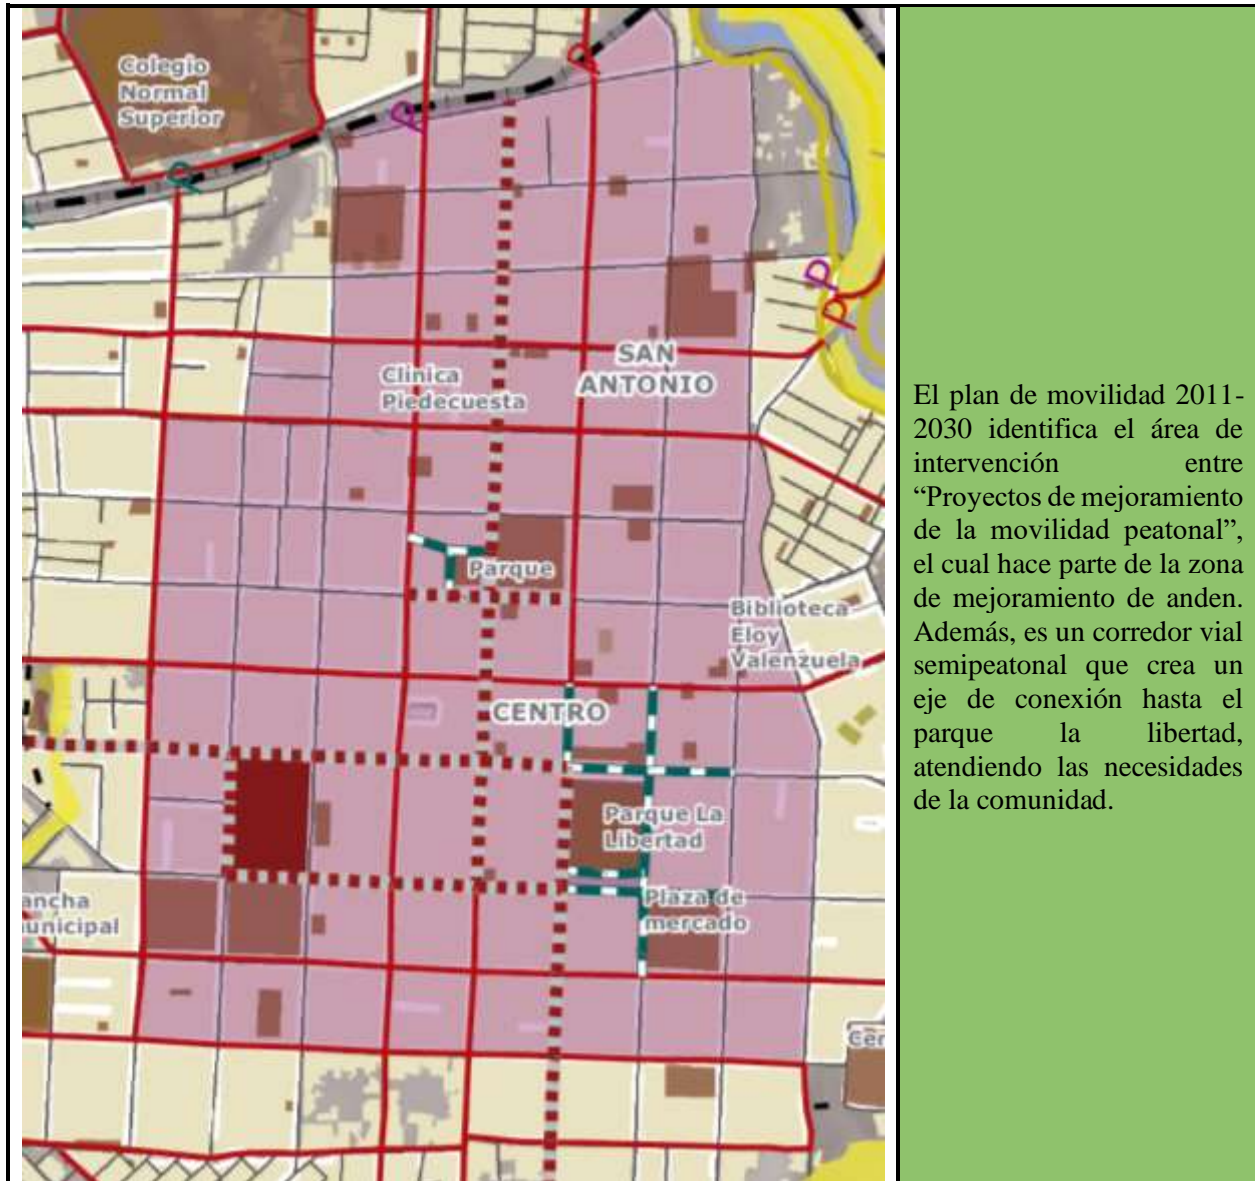 Colegio
Normal
Superior
P
P
P
P
P
SAN
ANTONIO
Clinica
Piedecuesta
Parque
Biblioteca
Eloy
Valenzuela
CENTRO
Parque La
Libertad
Plaza de
mercado
ancha
unicipal
Cen
El plan de movilidad 2011-
2030 identifica el área de
intervención entre
“Proyectos de mejoramiento
de la movilidad peatonal”,
el cual hace parte de la zona
de mejoramiento de anden.
Además, es un corredor vial
semipeatonal que crea un
eje de conexión hasta el
parque la libertad,
atendiendo las necesidades
de la comunidad.